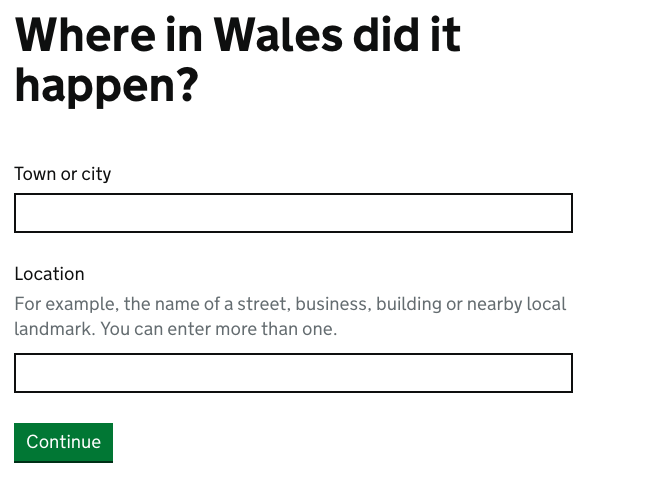 Where in Wales did it
happen?
Town or city
Location
For example, the name of a street, business, building or nearby local
landmark. You can enter more than one.
Continue